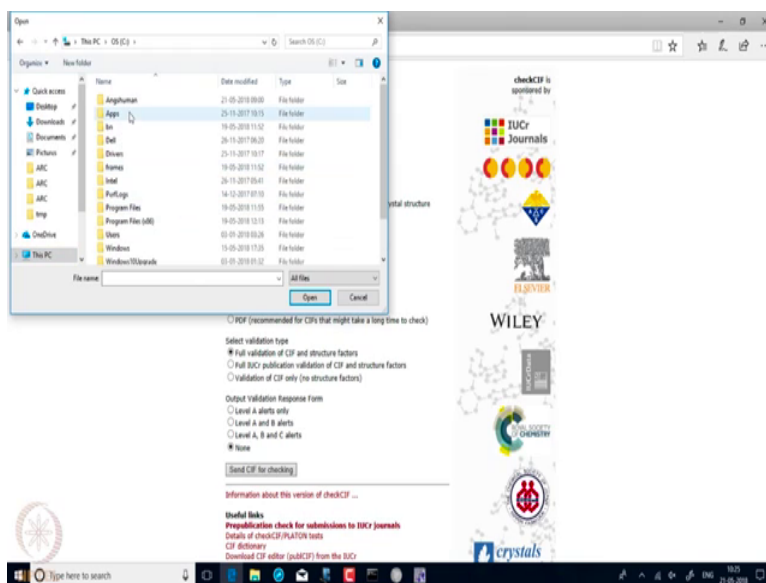 Open
This PC > OS (C:) >
Search OS (C:)
Organize
New folder
Name
Date modified
Type
Size
Quick access
Desktop
Downloads
Documents
Pictures
ARC
ARC
ARC
tmp
OneDrive
This PC
Angshuman 21-05-2018 09:00 File folder
Apps 25-11-2017 10:15 File folder
bn 19-05-2018 11:52 File folder
Dell 26-11-2017 06:20 File folder
Drivers 25-11-2017 10:17 File folder
frames 19-05-2018 11:52 File folder
Intel 26-11-2017 05:41 File folder
PerfLogs 14-12-2017 07:10 File folder
Program Files 19-05-2018 11:55 File folder
Program Files (x86) 19-05-2018 12:13 File folder
Users 02-01-2018 03:26 File folder
Windows 15-05-2018 17:35 File folder
Windows10Upgrade 03-01-2018 01:52 File folder
File name:
All files
Open
Cancel
ystal structure
PDF (recommended for CIFs that might take a long time to check)
Select validation type
Full validation of CIF and structure factors
Full IUCr publication validation of CIF and structure factors
Validation of CIF only (no structure factors)
Output Validation Response Form
Level A alerts only
Level A and B alerts
Level A, B and C alerts
None
Send CIF for checking
Information about this version of checkCIF ...
Useful links
Prepublication check for submissions to IUCr journals
Details of checkCIF/PLATON tests
CIF dictionary
Download CIF editor (publCIF) from the IUCr
checkCIF is
sponsored by
IUCr
Journals
ELSEVIER
WILEY
IUCrData
ROYAL SOCIETY
OF CHEMISTRY
crystals
Type here to search
ENG
10:25
21-05-2018